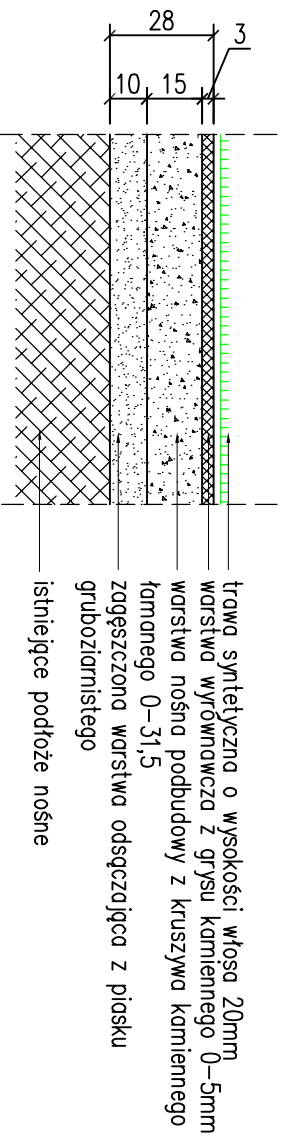 28
3
10
15
trawa syntetyczna o wysokości włosa 20mm
warstwa wyrównawcza z grysu kamiennego 0-5mm
warstwa nośna podbudowy z kruszywa kamiennego
łamanego 0-31,5
zagęszczona warstwa odsączająca z piasku
gruboziarnistego
istniejące podłoże nośne